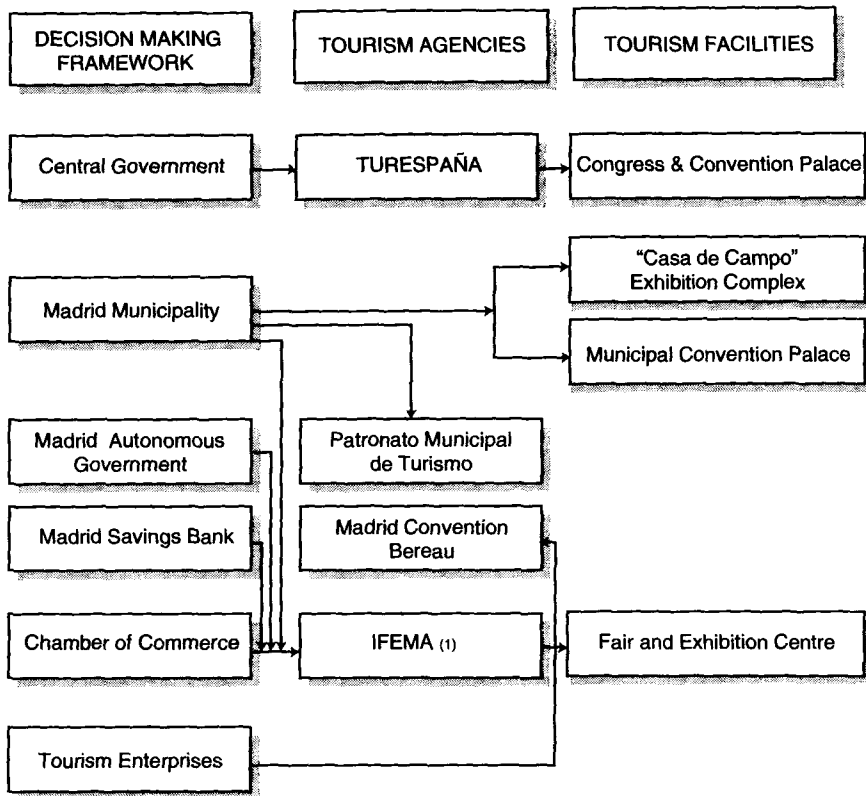 DECISION MAKING
FRAMEWORK
TOURISM AGENCIES
TOURISM FACILITIES
Central Government
TURESPAÑA
Congress & Convention Palace
Madrid Municipality
"Casa de Campo"
Exhibition Complex
Municipal Convention Palace
Madrid Autonomous
Government
Patronato Municipal
de Turismo
Madrid Savings Bank
Madrid Convention
Bereau
Chamber of Commerce
IFEMA (1)
Fair and Exhibition Centre
Tourism Enterprises